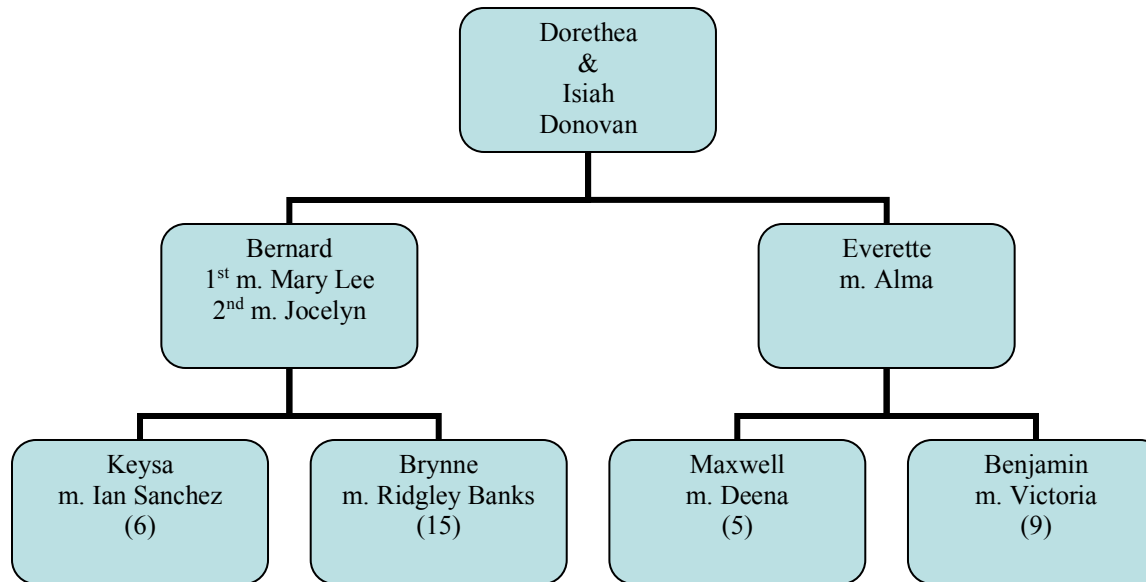 Dorethea
&
Isiah
Donovan
Bernard
1st m. Mary Lee
2nd m. Jocelyn
Everette
m. Alma
Keysa
m. Ian Sanchez
(6)
Brynne
m. Ridgley Banks
(15)
Maxwell
m. Deena
(5)
Benjamin
m. Victoria
(9)